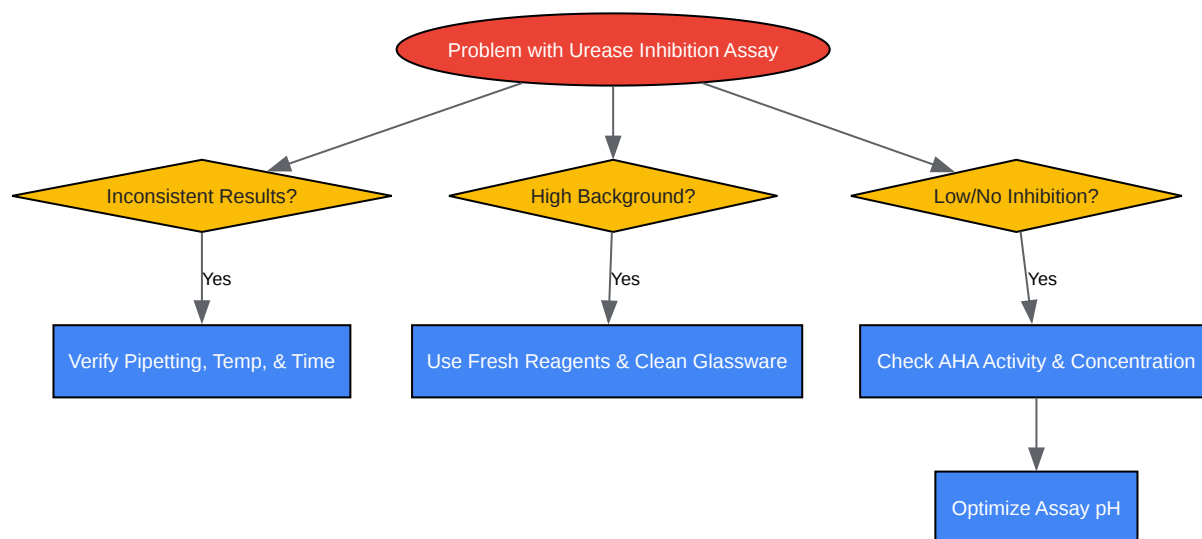 Problem with Urease Inhibition Assay
Inconsistent Results?
High Background?
Low/No Inhibition?
Yes
Yes
Yes
Verify Pipetting, Temp, & Time
Use Fresh Reagents & Clean Glassware
Check AHA Activity & Concentration
Optimize Assay pH